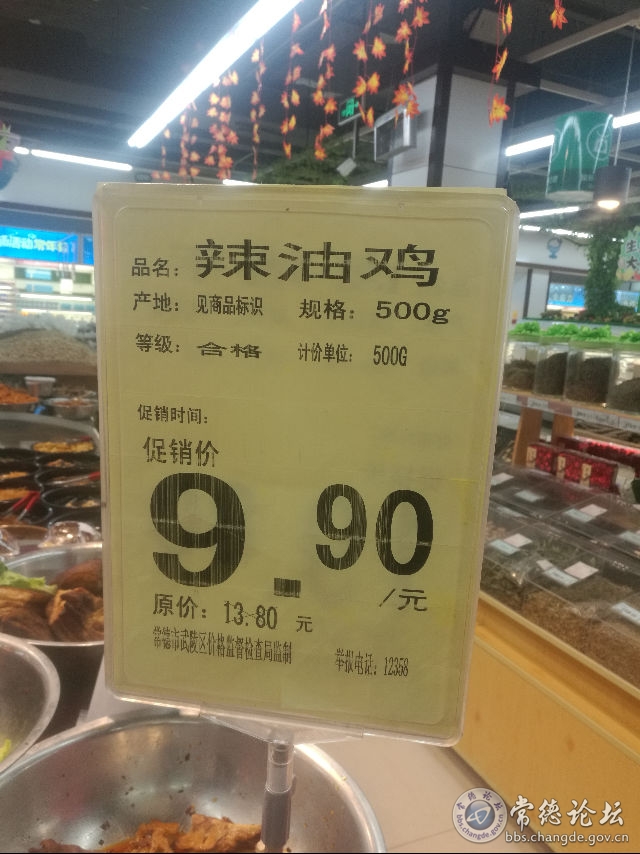 品名: 辣油鸡
产地: 见商品标识 规格: 500g
等级: 合格 计价单位: 500G
促销时间:
促销价
9.90
/元
原价: 13.80 元
常德市武陵区价格监督检查局监制 举报电话: 12358
常德论坛
bbs.changde.gov.cn